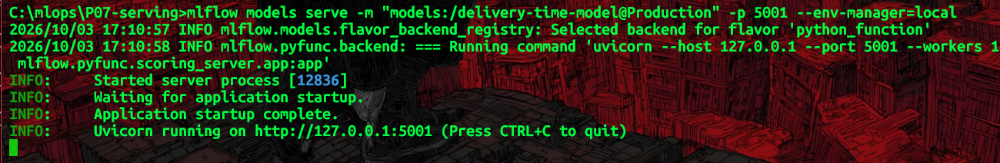 C:\mlops\P07-serving>mlflow models serve -m "models:/delivery-time-model@Production" -p 5001 --env-manager=local
2026/10/03 17:10:57 INFO mlflow.models.flavor_backend_registry: Selected backend for flavor 'python_function'
2026/10/03 17:10:58 INFO mlflow.pyfunc.backend: === Running command 'uvicorn --host 127.0.0.1 --port 5001 --workers 1
 mlflow.pyfunc.scoring_server.app:app'
INFO:     Started server process [12836]
INFO:     Waiting for application startup.
INFO:     Application startup complete.
INFO:     Uvicorn running on http://127.0.0.1:5001 (Press CTRL+C to quit)